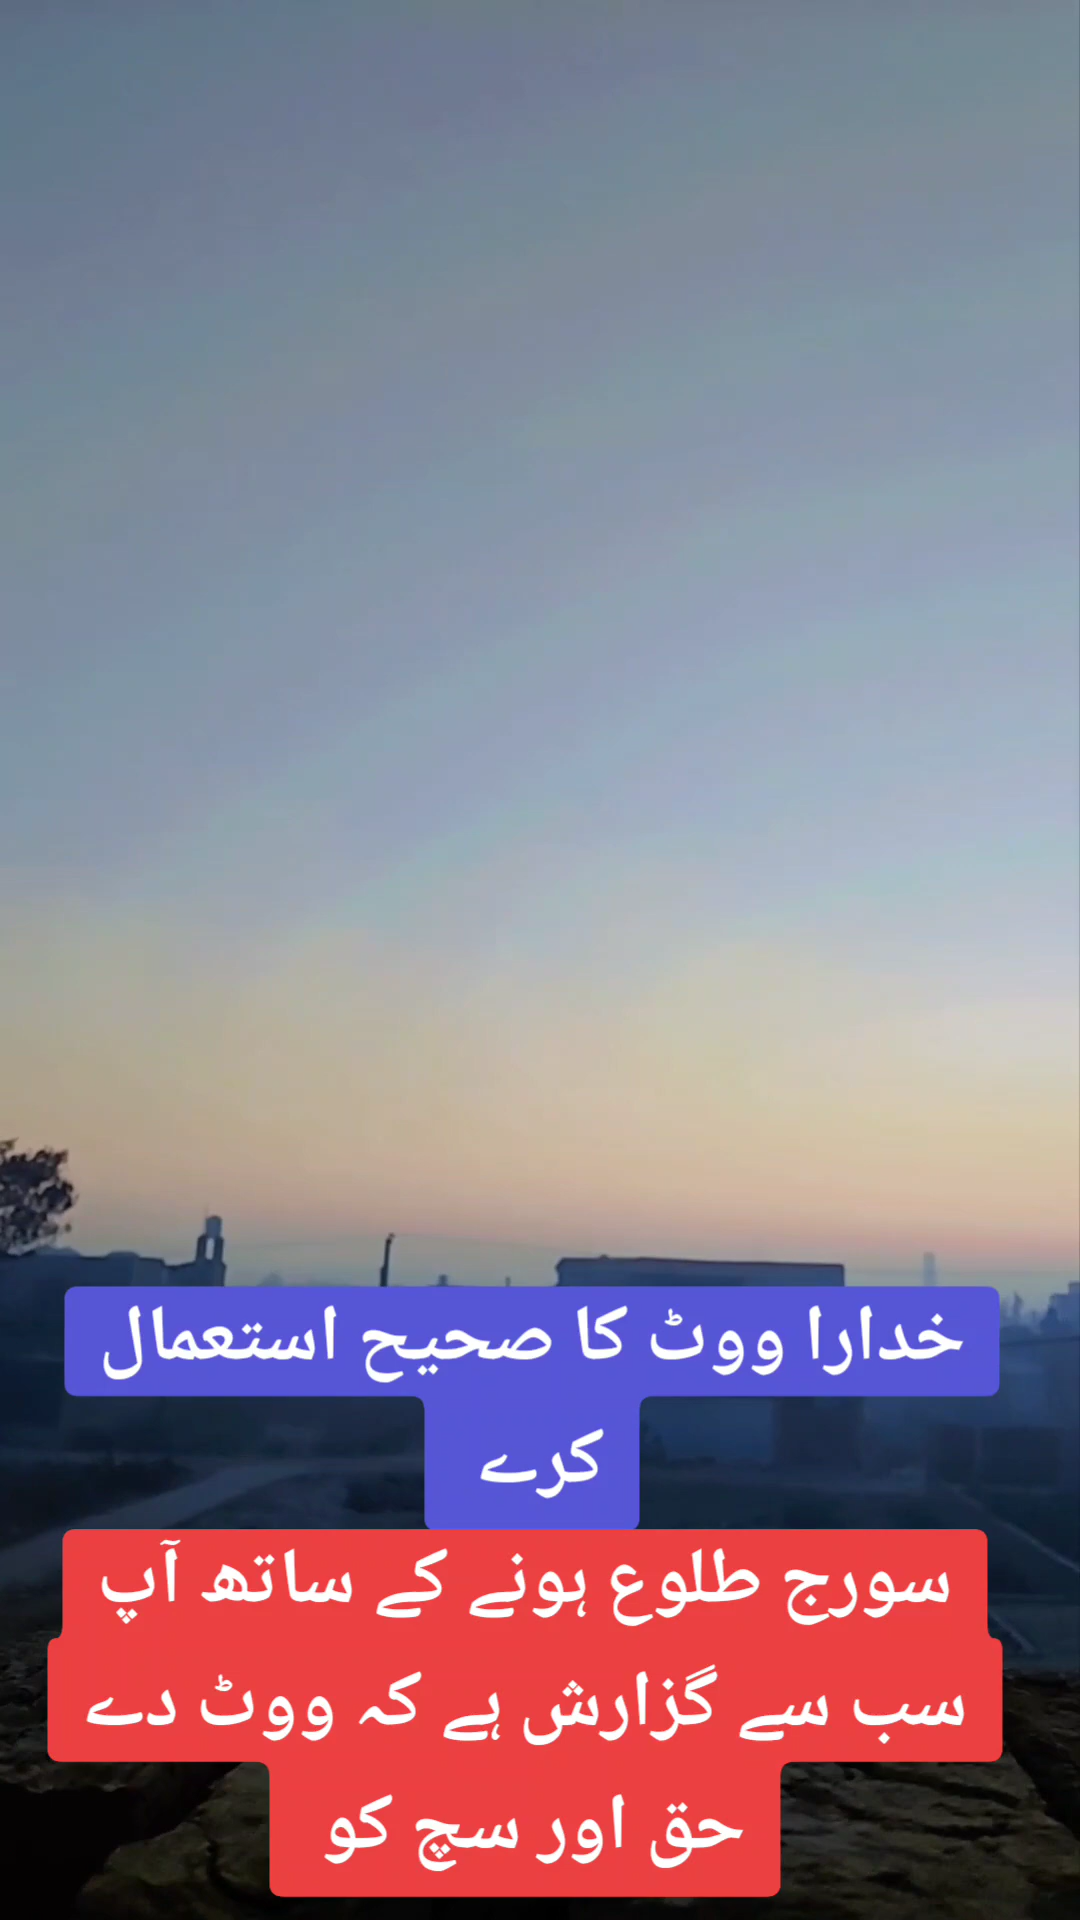 خدارا ووٹ کا صحیح استعمال
کرے
سورج طلوع ہونے کے ساتھ آپ
سب سے گزارش ہے کہ ووٹ دے
حق اور سچ کو